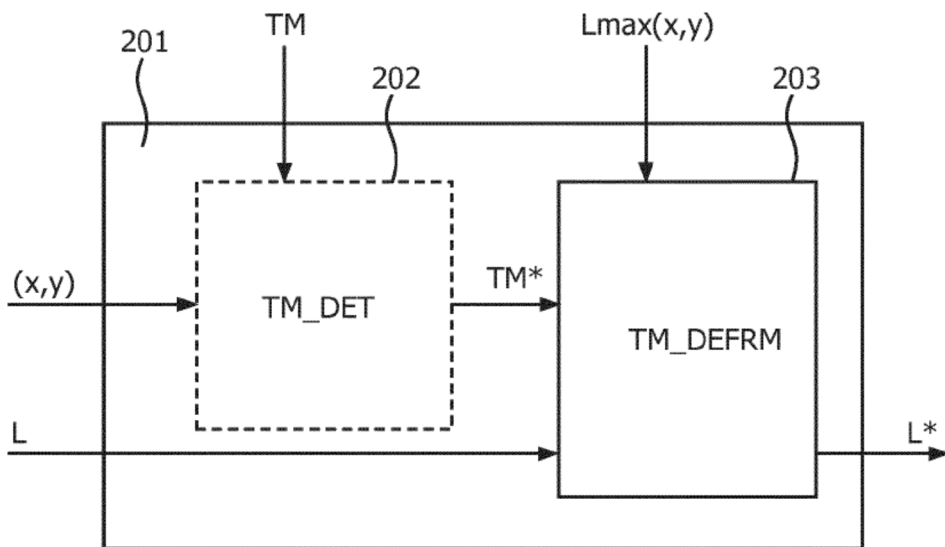 TM
Lmax(x,y)
201
202
203
(x,y)
TM*
TM_DET
TM_DEFRM
L
L*